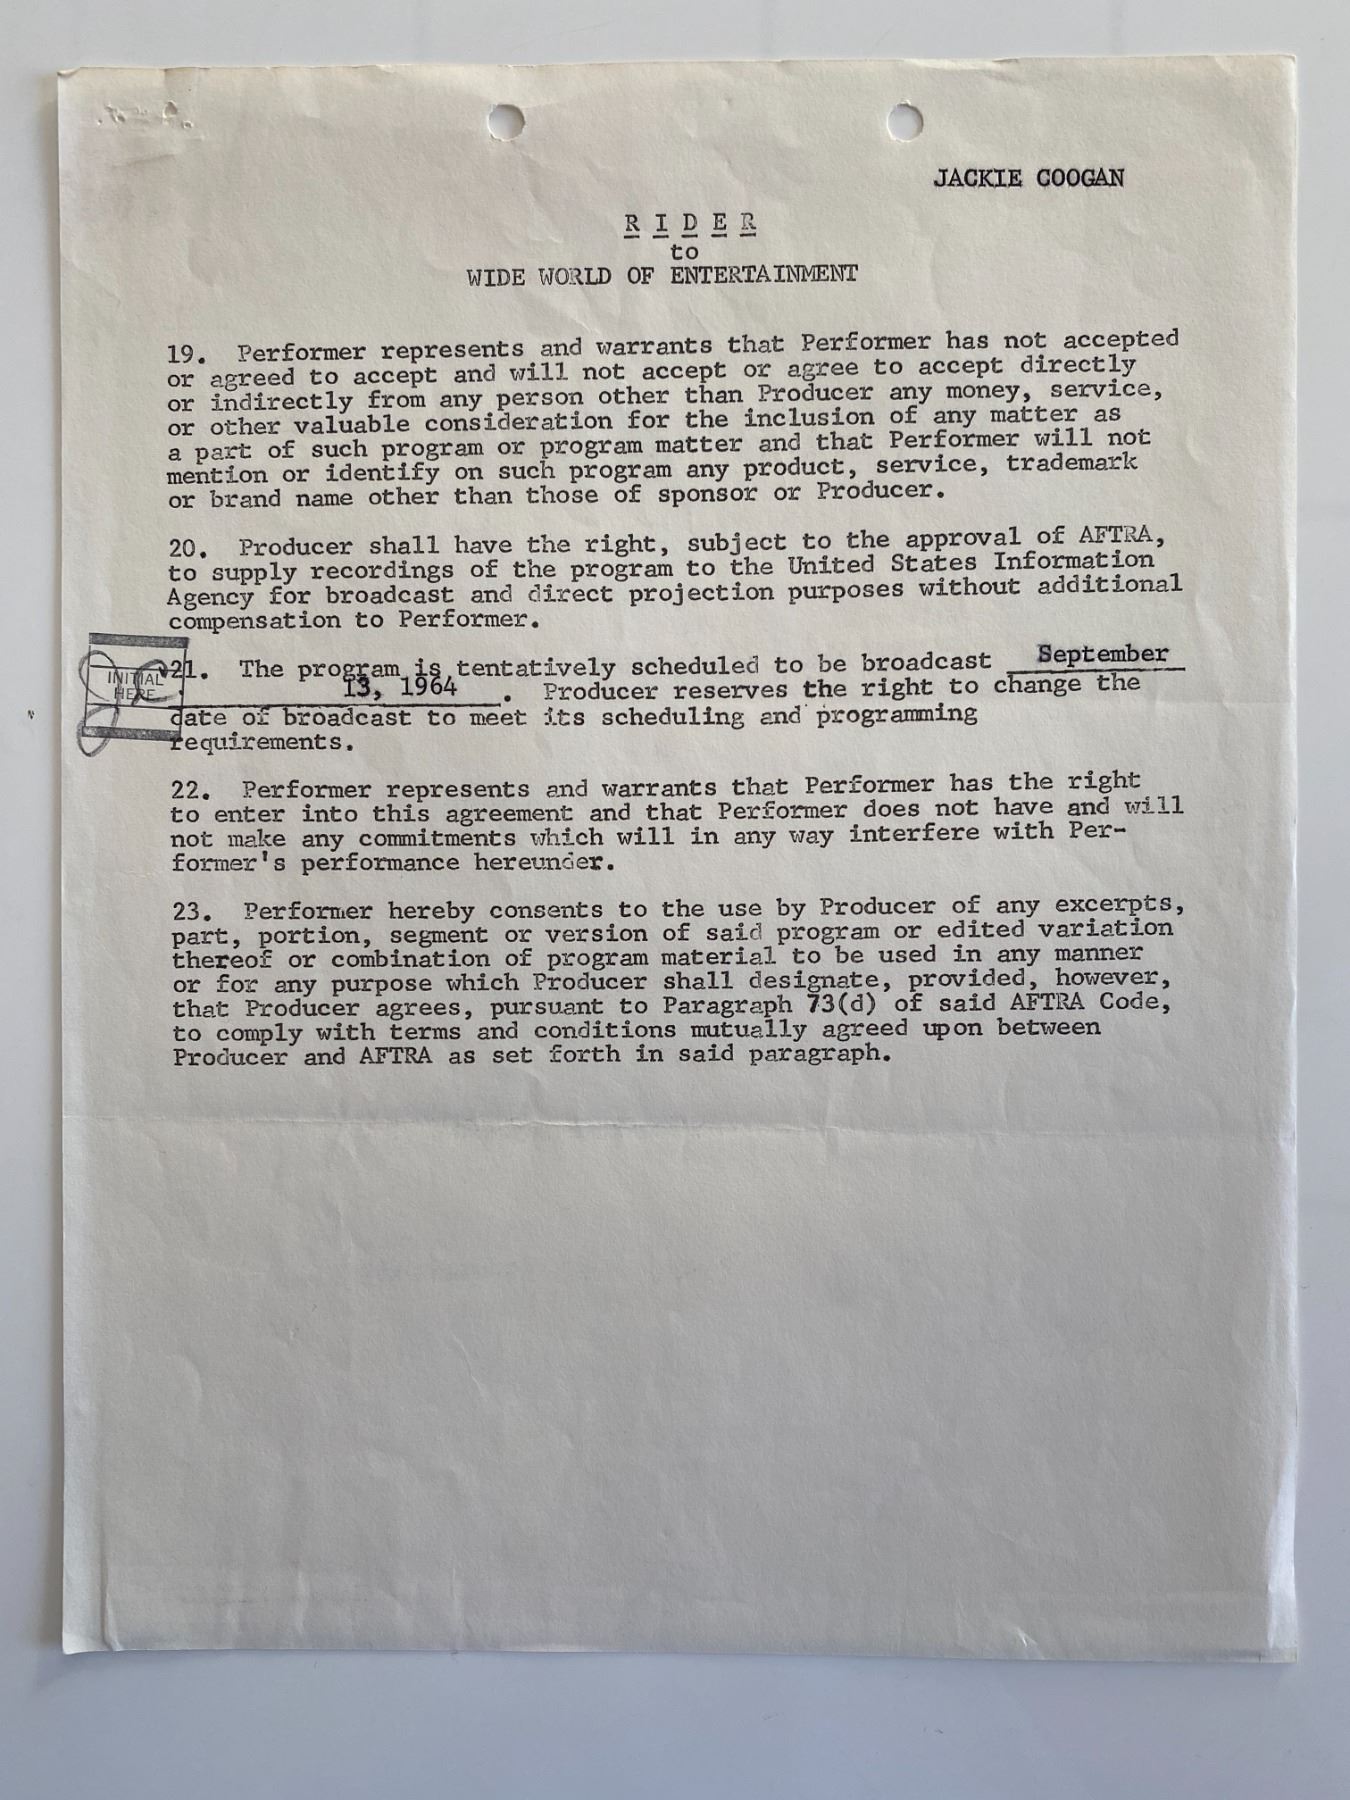 JACKIE COOGAN
R I D E R
to
WIDE WORLD OF ENTERTAINMENT
19. Performer represents and warrants that Performer has not accepted
or agreed to accept and will not accept or agree to accept directly
or indirectly from any person other than Producer any money, service,
or other valuable consideration for the inclusion of any matter as
a part of such program or program matter and that Performer will not
mention or identify on such program any product, service, trademark
or brand name other than those of sponsor or Producer.
20. Producer shall have the right, subject to the approval of AFTRA,
to supply recordings of the program to the United States Information
Agency for broadcast and direct projection purposes without additional
compensation to Performer.
INITIAL
HERE
21. The program is tentatively scheduled to be broadcast September
13, 1964. Producer reserves the right to change the
date of broadcast to meet its scheduling and programming
requirements.
22. Performer represents and warrants that Performer has the right
to enter into this agreement and that Performer does not have and will
not make any commitments which will in any way interfere with Per-
former's performance hereunder.
23. Performer hereby consents to the use by Producer of any excerpts,
part, portion, segment or version of said program or edited variation
thereof or combination of program material to be used in any manner
or for any purpose which Producer shall designate, provided, however,
that Producer agrees, pursuant to Paragraph 73(d) of said AFTRA Code,
to comply with terms and conditions mutually agreed upon between
Producer and AFTRA as set forth in said paragraph.